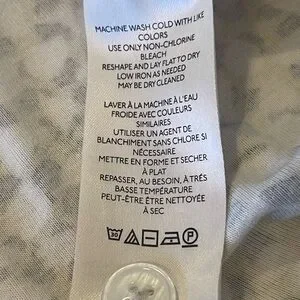 MACHINE WASH COLD WITH LIKE
COLORS
USE ONLY NON-CHLORINE
BLEACH
RESHAPE AND LAY FLAT TO DRY
LOW IRON AS NEEDED
MAY BE DRY CLEANED
LAVER À LA MACHINE À L'EAU
FROIDE AVEC COULEURS
SIMILAIRES
UTILISER UN AGENT DE
BLANCHIMENT SANS CHLORE SI
NÉCESSAIRE
METTRE EN FORME ET SECHER
À PLAT
REPASSER, AU BESOIN, À TRÉS
BASSE TEMPÉRATURE
PEUT-ÊTRE ÊTRE NETTOYÉE
À SEC
30 P